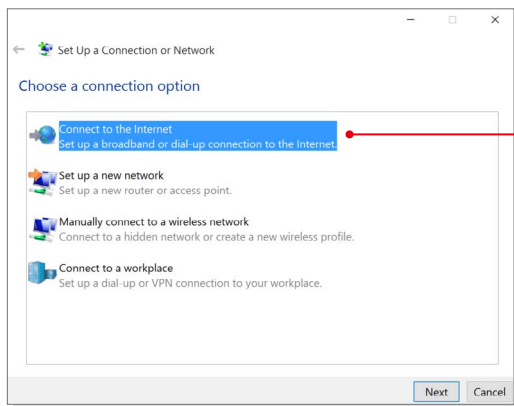 Set Up a Connection or Network
Choose a connection option
Connect to the Internet
Set up a broadband or dial-up connection to the Internet.
Set up a new network
Set up a new router or access point.
Manually connect to a wireless network
Connect to a hidden network or create a new wireless profile.
Connect to a workplace
Set up a dial-up or VPN connection to your workplace.
Next Cancel